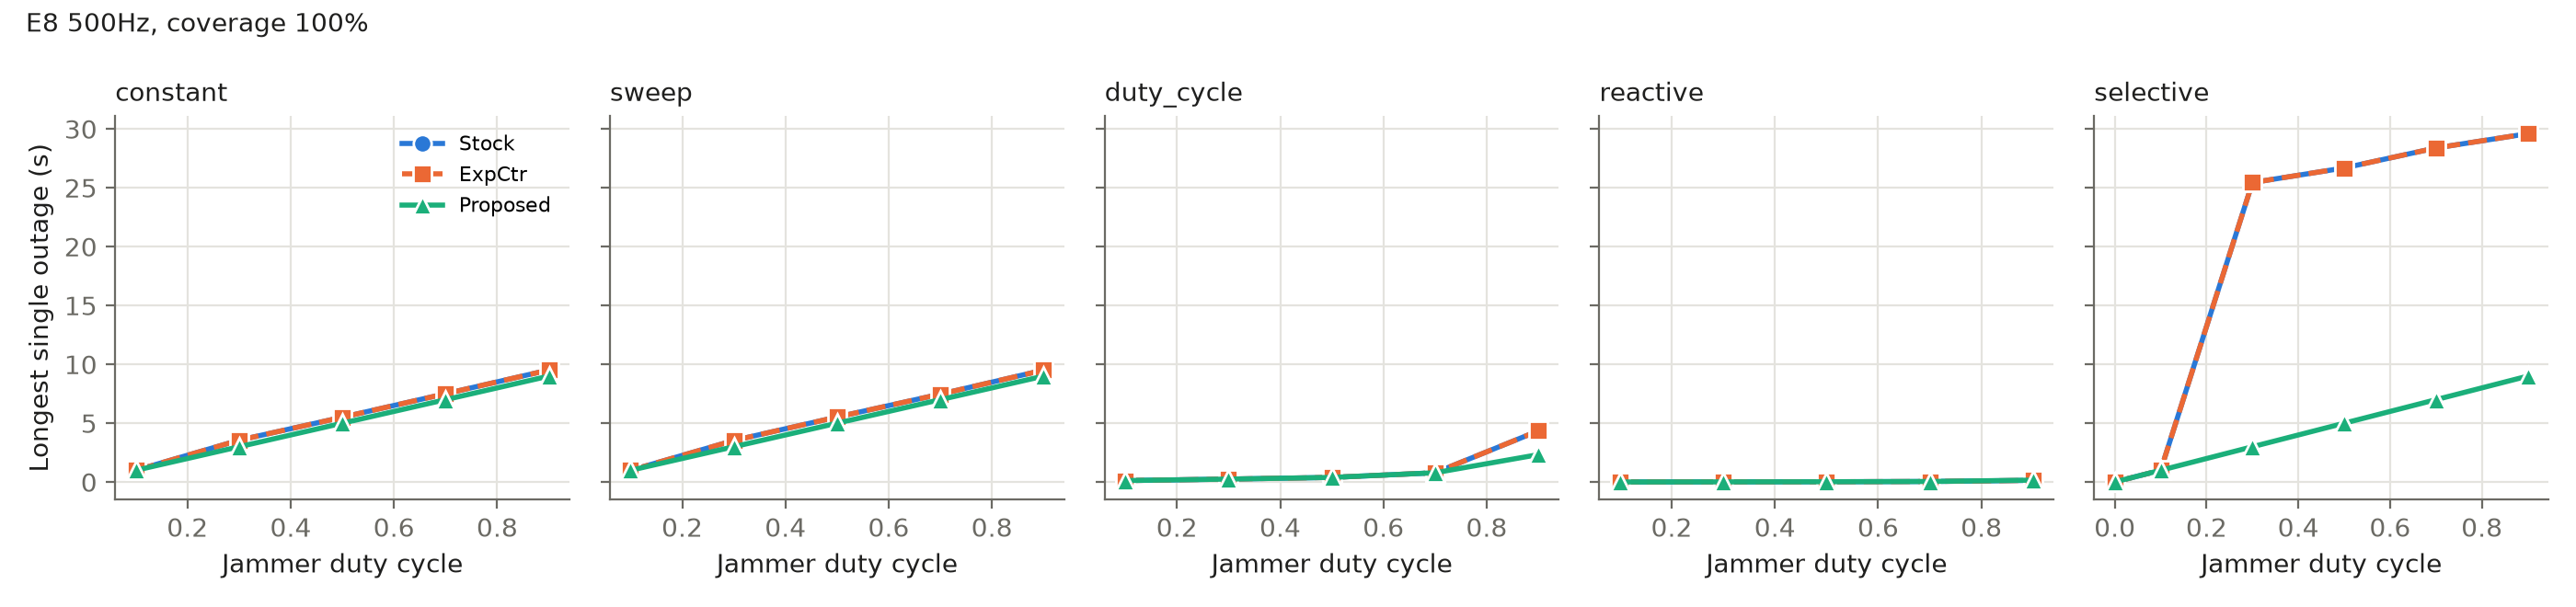 E8 500Hz, coverage 100%
constant
sweep
duty_cycle
reactive
selective
Longest single outage (s)
30
25
20
15
10
5
0
Stock
ExpCtr
Proposed
0.2 0.4 0.6 0.8
0.2 0.4 0.6 0.8
0.2 0.4 0.6 0.8
0.2 0.4 0.6 0.8
0.0 0.2 0.4 0.6 0.8
Jammer duty cycle
Jammer duty cycle
Jammer duty cycle
Jammer duty cycle
Jammer duty cycle